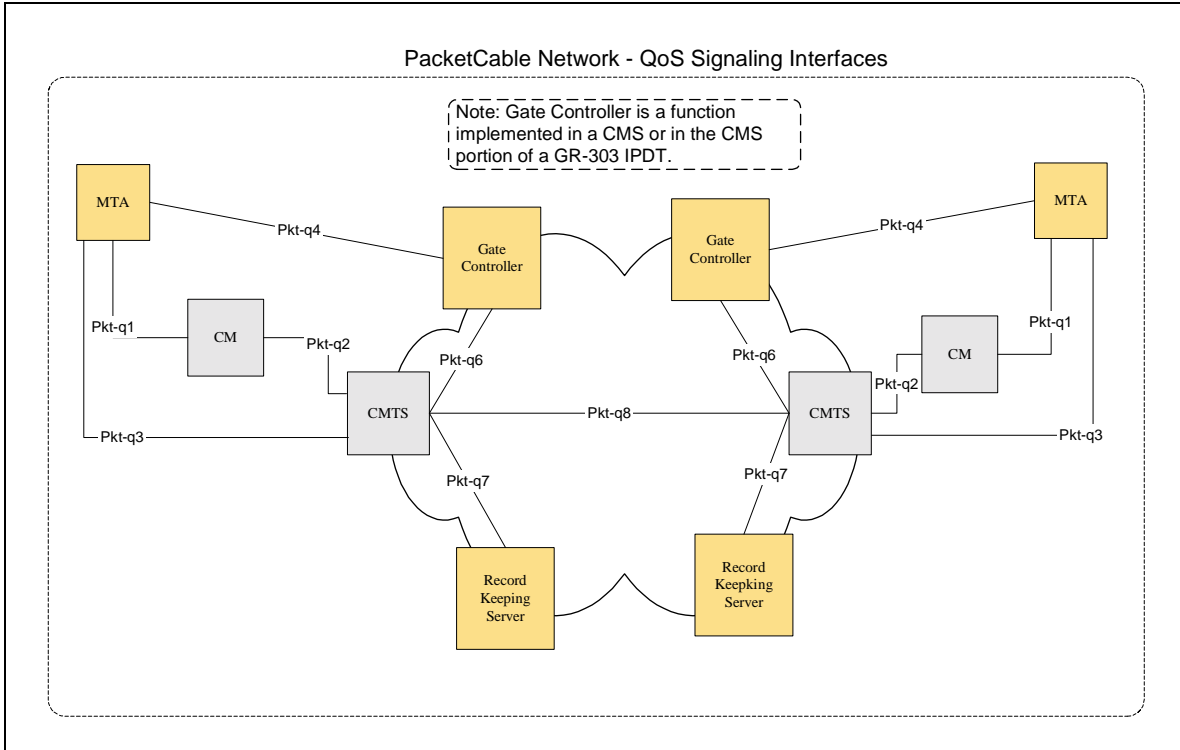 PacketCable Network - QoS Signaling Interfaces
Note: Gate Controller is a function
implemented in a CMS or in the CMS
portion of a GR-303 IPDT.
MTA
MTA
Pkt-q4
Gate
Controller
Gate
Controller
Pkt-q4
Pkt-q1
CM
Pkt-q2
Pkt-q6
Pkt-q6
Pkt-q2
CM
Pkt-q1
CMTS
Pkt-q8
CMTS
Pkt-q3
Pkt-q3
Pkt-q7
Pkt-q7
Record
Keeping
Server
Record
Keepking
Server